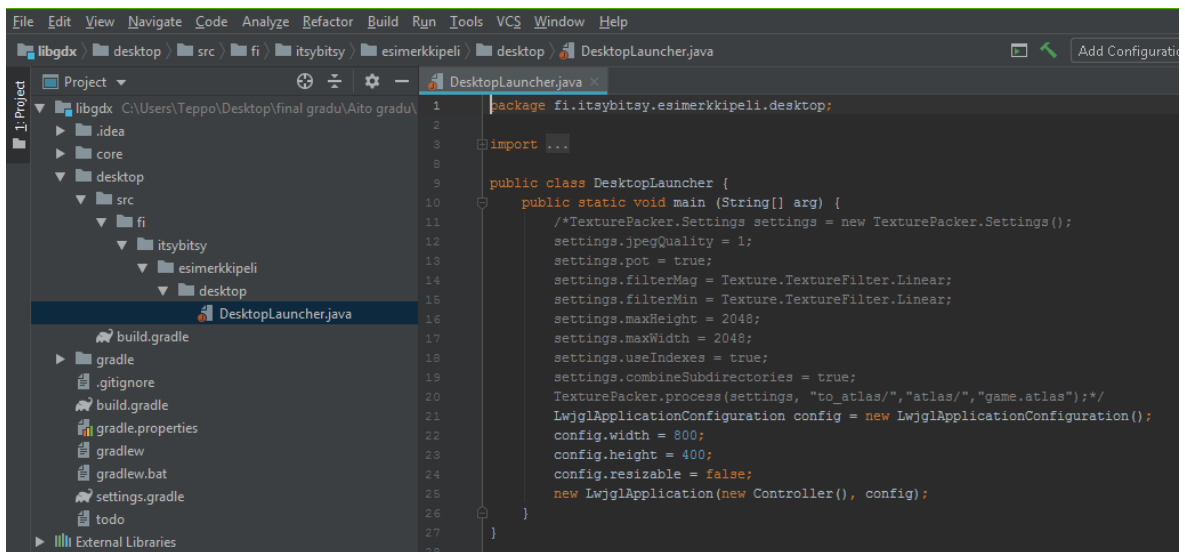 File Edit View Navigate Code Analyze Refactor Build Run Tools VCS Window Help
libgdx desktop src fi itsybitsy esimerkkipeli desktop DesktopLauncher.java Add Configuratio
1: Project
Project
libgdx C:\Users\Teppo\Desktop\final gradu\Aito gradu\
.idea
core
desktop
src
fi
itsybitsy
esimerkkipeli
desktop
DesktopLauncher.java
build.gradle
gradle
.gitignore
build.gradle
gradle.properties
gradlew
gradlew.bat
settings.gradle
todo
External Libraries
DesktopLauncher.java
1 package fi.itsybitsy.esimerkkipeli.desktop;
2
3 import ...
8
9 public class DesktopLauncher {
10 public static void main (String[] arg) {
11 /*TexturePacker.Settings settings = new TexturePacker.Settings();
12 settings.jpegQuality = 1;
13 settings.pot = true;
14 settings.filterMag = Texture.TextureFilter.Linear;
15 settings.filterMin = Texture.TextureFilter.Linear;
16 settings.maxHeight = 2048;
17 settings.maxWidth = 2048;
18 settings.useIndexes = true;
19 settings.combineSubdirectories = true;
20 TexturePacker.process(settings, "to_atlas/","atlas/","game.atlas");*/
21 LwjglApplicationConfiguration config = new LwjglApplicationConfiguration();
22 config.width = 800;
23 config.height = 400;
24 config.resizable = false;
25 new LwjglApplication(new Controller(), config);
26 }
27 }
28